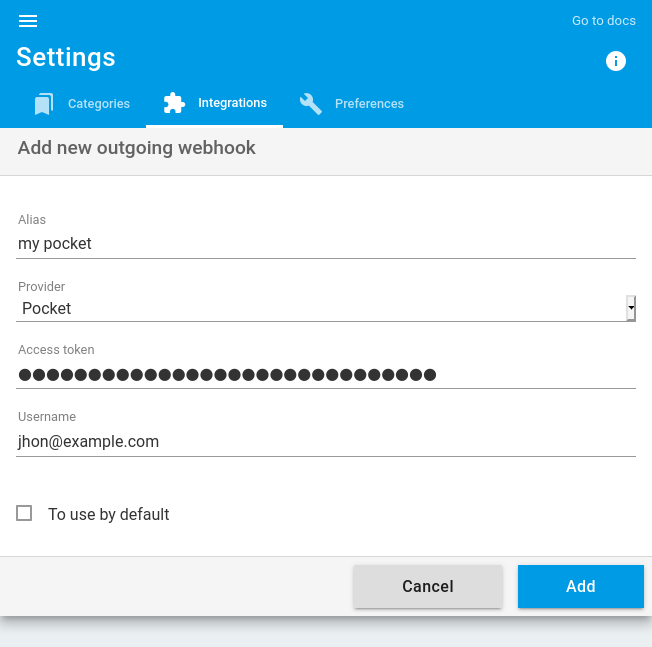 Go to docs
Settings
Categories Integrations Preferences
Add new outgoing webhook
Alias
my pocket
Provider
Pocket
Access token
●●●●●●●●●●●●●●●●●●●●●●●●●●●●●●
Username
jhon@example.com
To use by default
Cancel Add